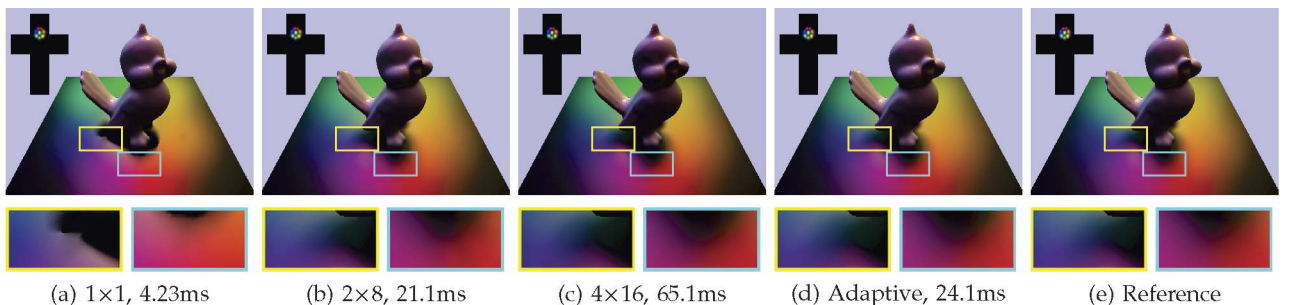 (a) 1×1, 4.23ms
(b) 2×8, 21.1ms
(c) 4×16, 65.1ms
(d) Adaptive, 24.1ms
(e) Reference